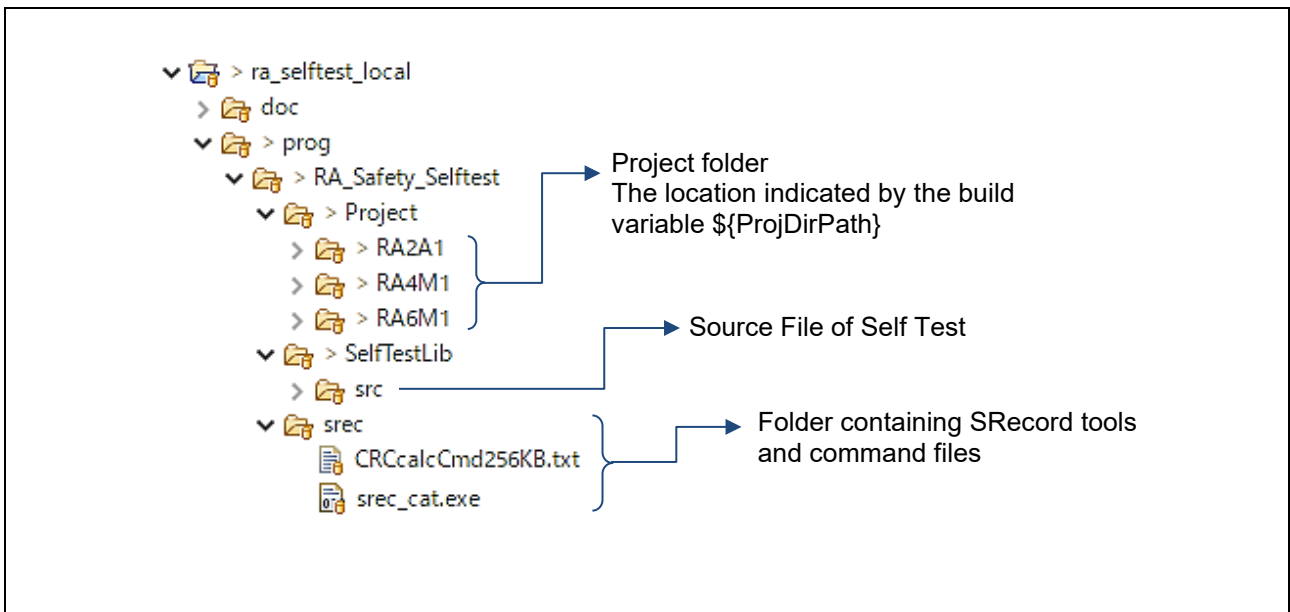 > ra_selftest_local
doc
> prog
> RA_Safety_Selftest
> Project
> RA2A1
> RA4M1
> RA6M1
> SelfTestLib
src
srec
CRCcalcCmd256KB.txt
srec_cat.exe
Project folder
The location indicated by the build
variable ${ProjDirPath}
Source File of Self Test
Folder containing SRecord tools
and command files